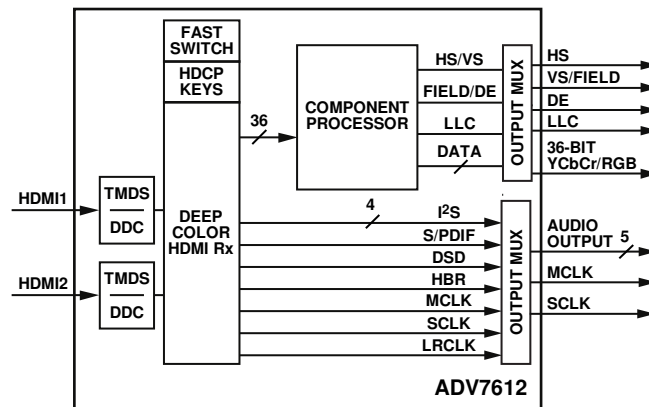 FAST
SWITCH
HDCP
KEYS
DEEP
COLOR
HDMI Rx
HDMI1
TMDS
DDC
HDMI2
TMDS
DDC
36
COMPONENT
PROCESSOR
HS/VS
FIELD/DE
LLC
DATA
OUTPUT MUX
HS
VS/FIELD
DE
LLC
36-BIT
YCbCr/RGB
4
I²S
S/PDIF
DSD
HBR
MCLK
SCLK
LRCLK
OUTPUT MUX
AUDIO
OUTPUT 5
MCLK
SCLK
ADV7612